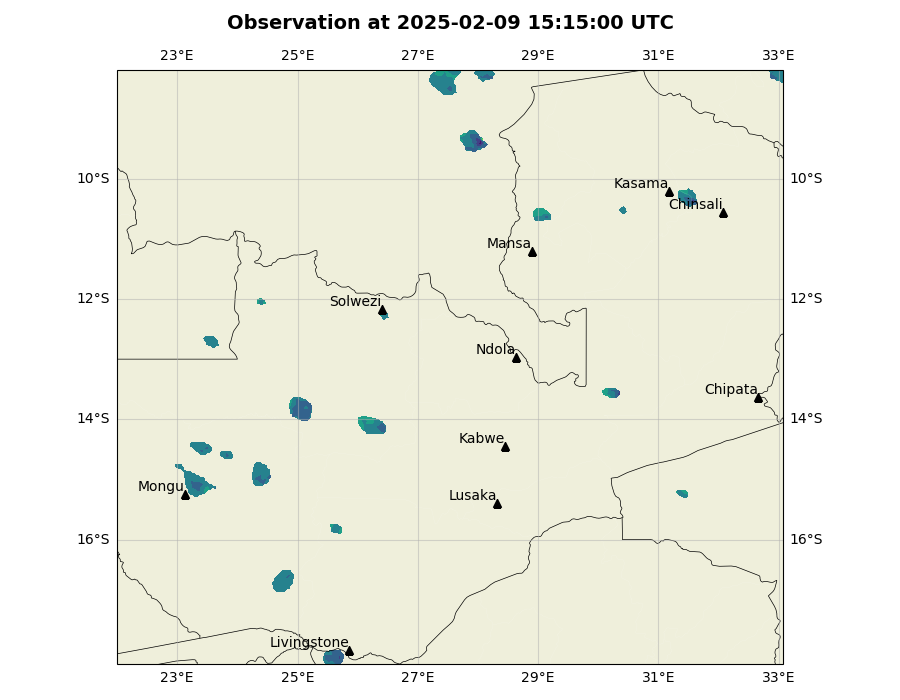 Observation at 2025-02-09 15:15:00 UTC
23°E 25°E 27°E 29°E 31°E 33°E
10°S 10°S
Kasama
Chinsali
Mansa
12°S 12°S
Solwezi
Ndola
Chipata
14°S 14°S
Kabwe
Mongu
Lusaka
16°S 16°S
Livingstone
23°E 25°E 27°E 29°E 31°E 33°E